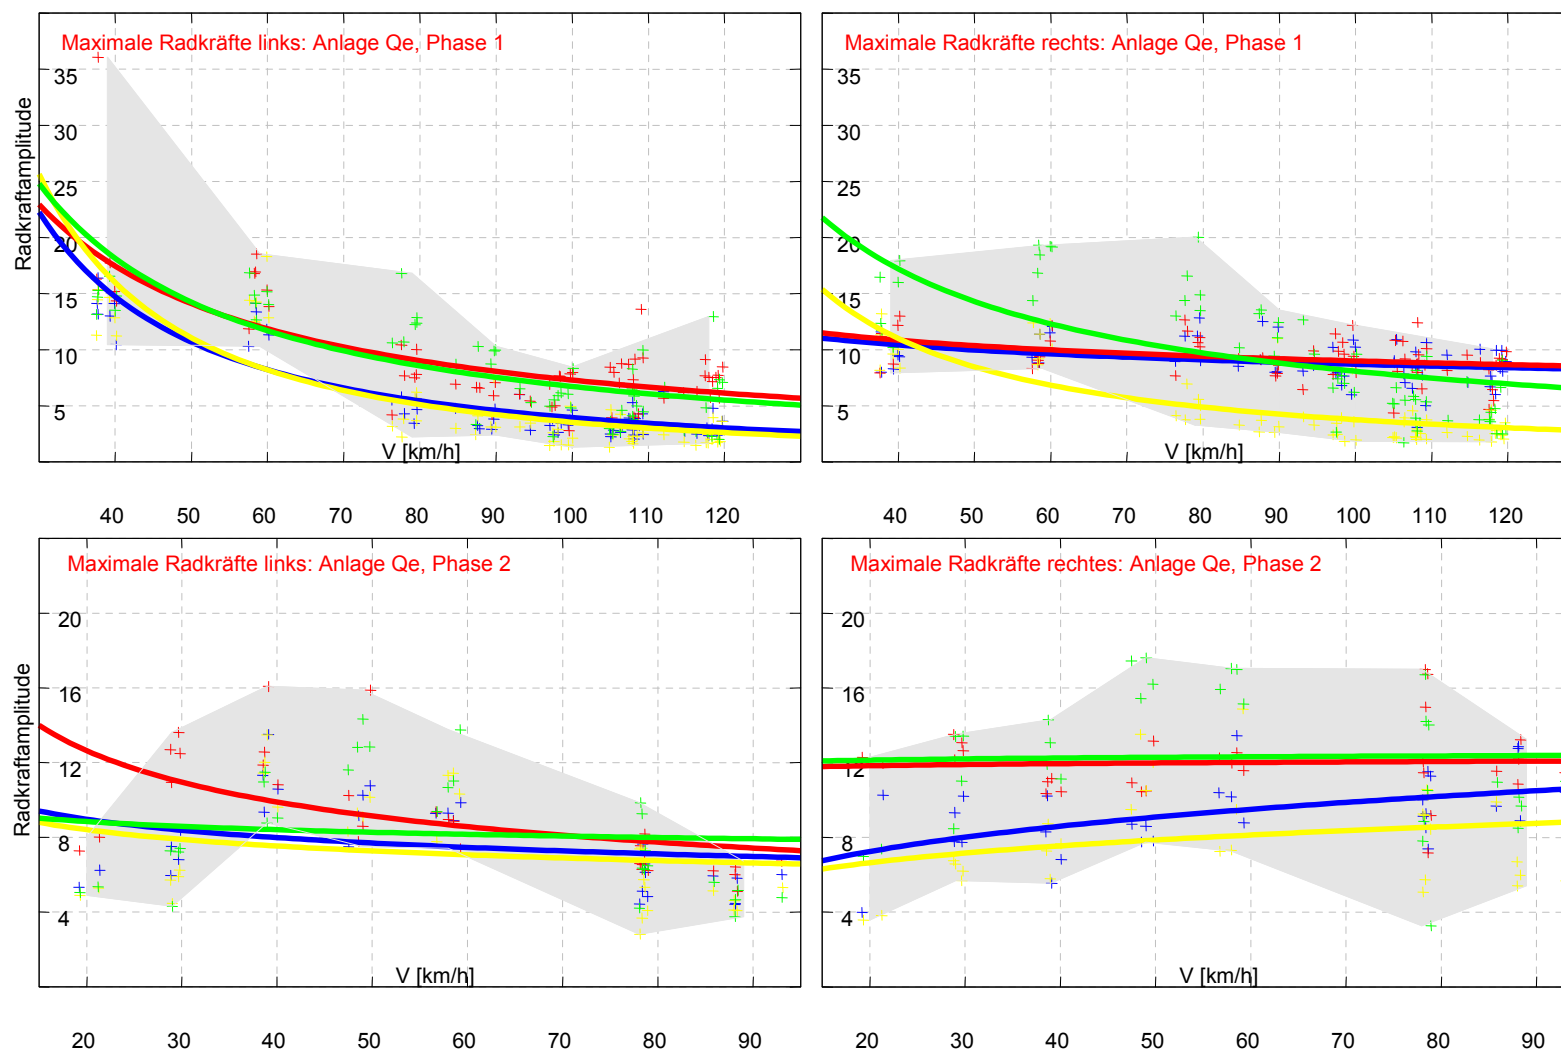 Maximale Radkräfte links: Anlage Qe, Phase 1
Radkraftamplitude
35
30
25
20
15
10
5
V [km/h]
40 50 60 70 80 90 100 110 120
Maximale Radkräfte rechts: Anlage Qe, Phase 1
35
30
25
20
15
10
5
V [km/h]
40 50 60 70 80 90 100 110 120
Maximale Radkräfte links: Anlage Qe, Phase 2
Radkraftamplitude
20
16
12
8
4
V [km/h]
20 30 40 50 60 70 80 90
Maximale Radkräfte rechtes: Anlage Qe, Phase 2
20
16
12
8
4
V [km/h]
20 30 40 50 60 70 80 90